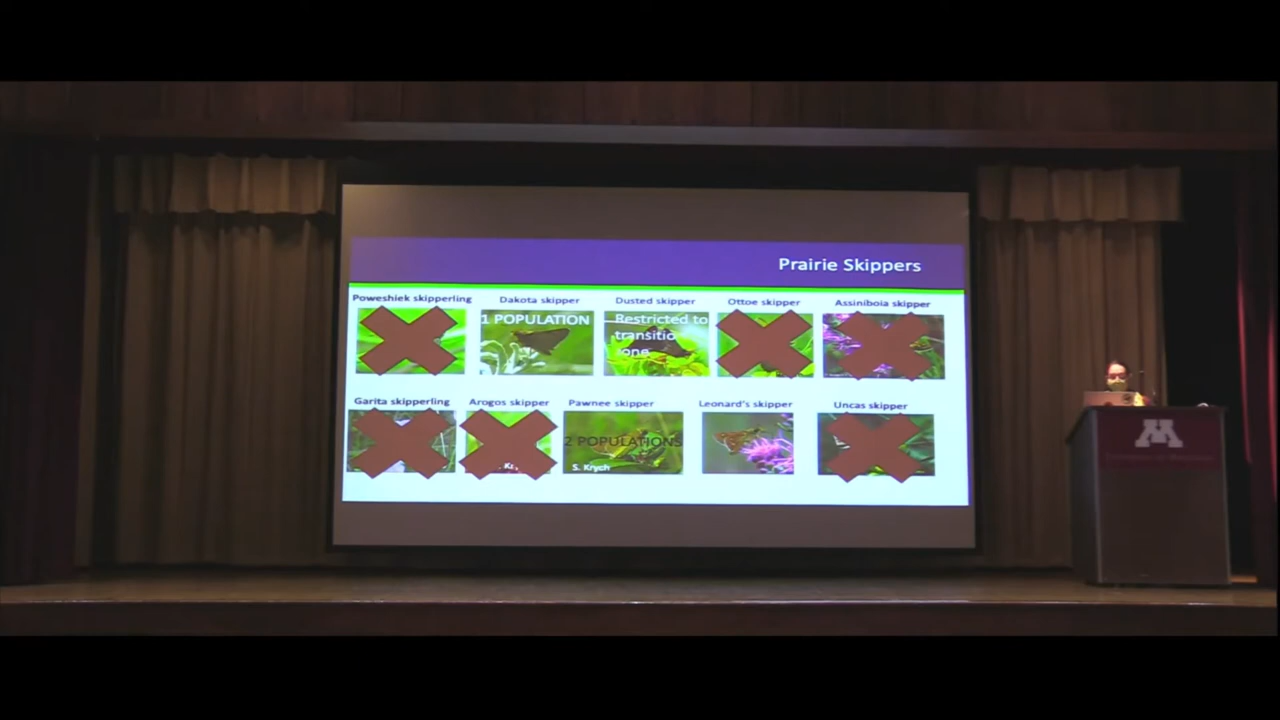 Prairie Skippers
Poweshiek skipperling
Dakota skipper
Dusted skipper
Ottoe skipper
Assiniboia skipper
1 POPULATION
Restricted to
transitio
zone
Garita skipperling
Arogos skipper
Pawnee skipper
Leonard's skipper
Uncas skipper
2 POPULATIONS
S. Krych
M